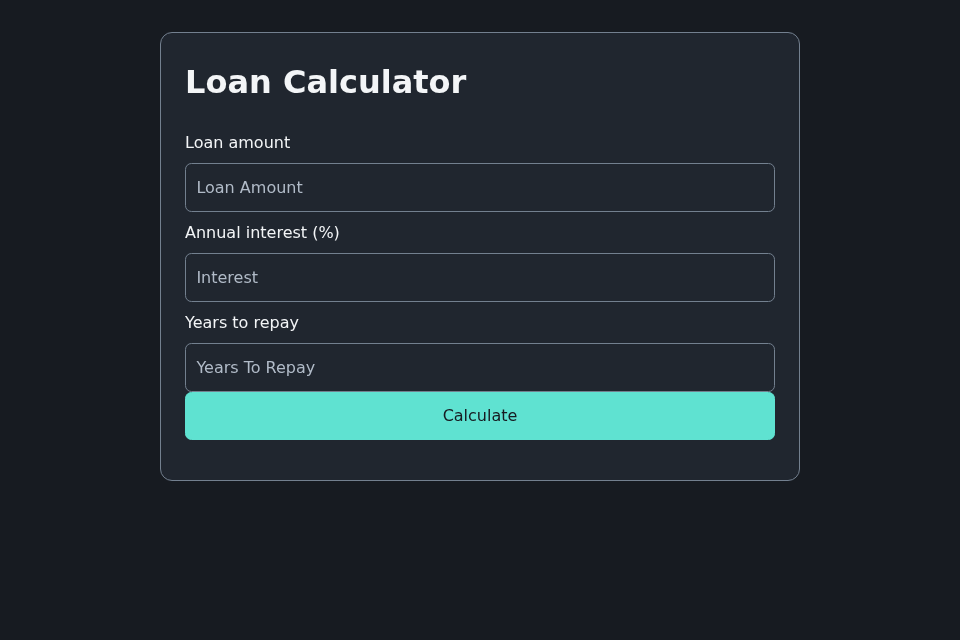 Loan Calculator
Loan amount
Loan Amount
Annual interest (%)
Interest
Years to repay
Years To Repay
Calculate